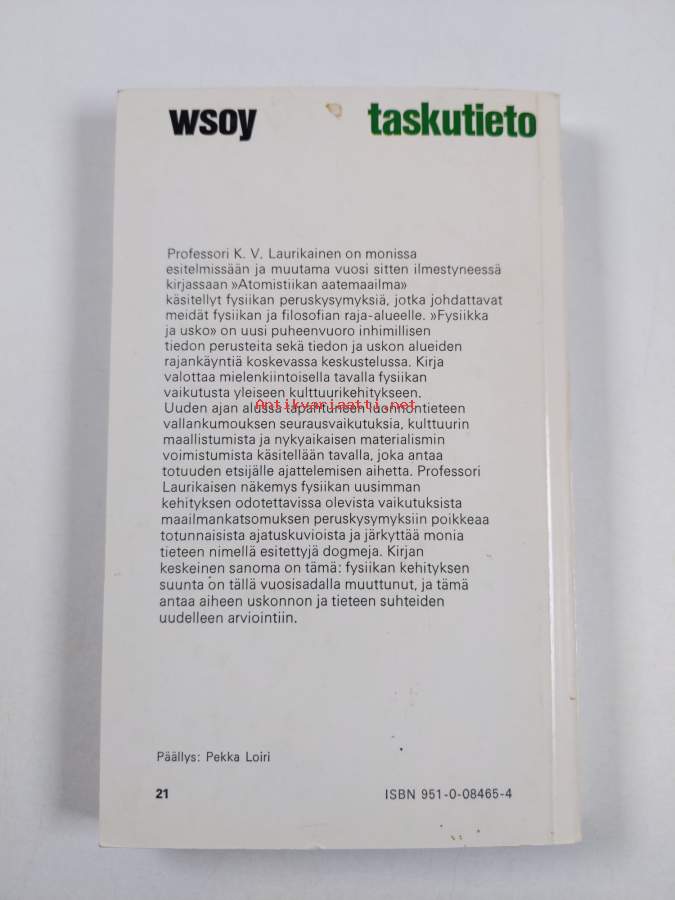 wsoy taskutieto
Professori K. V. Laurikainen on monissa
esitelmissään ja muutama vuosi sitten ilmestyneessä
kirjassaan »Atomistiikan aatemaailma»
käsitellyt fysiikan peruskysymyksiä, jotka johdattavat
meidät fysiikan ja filosofian raja-alueelle. »Fysiikka
ja usko» on uusi puheenvuoro inhimillisen
tiedon perusteita sekä tiedon ja uskon alueiden
rajankäyntiä koskevassa keskustelussa. Kirja
valottaa mielenkiintoisella tavalla fysiikan
vaikutusta yleiseen kulttuurikehitykseen.
Antikvariaatti.net
Uuden ajan alussa tapahtuneen luonnontieteen
vallankumouksen seurausvaikutuksia, kulttuurin
maallistumista ja nykyaikaisen materialismin
voimistumista käsitellään tavalla, joka antaa
totuuden etsijälle ajattelemisen aihetta. Professori
Laurikaisen näkemys fysiikan uusimman
kehityksen odotettavissa olevista vaikutuksista
maailmankatsomuksen peruskysymyksiin poikkeaa
totunnaisista ajatuskuvioista ja järkyttää monia
tieteen nimellä esitettyjä dogmeja. Kirjan
keskeinen sanoma on tämä: fysiikan kehityksen
suunta on tällä vuosisadalla muuttunut, ja tämä
antaa aiheen uskonnon ja tieteen suhteiden
uudelleen arviointiin.
Päällys: Pekka Loiri
21 ISBN 951-0-08465-4